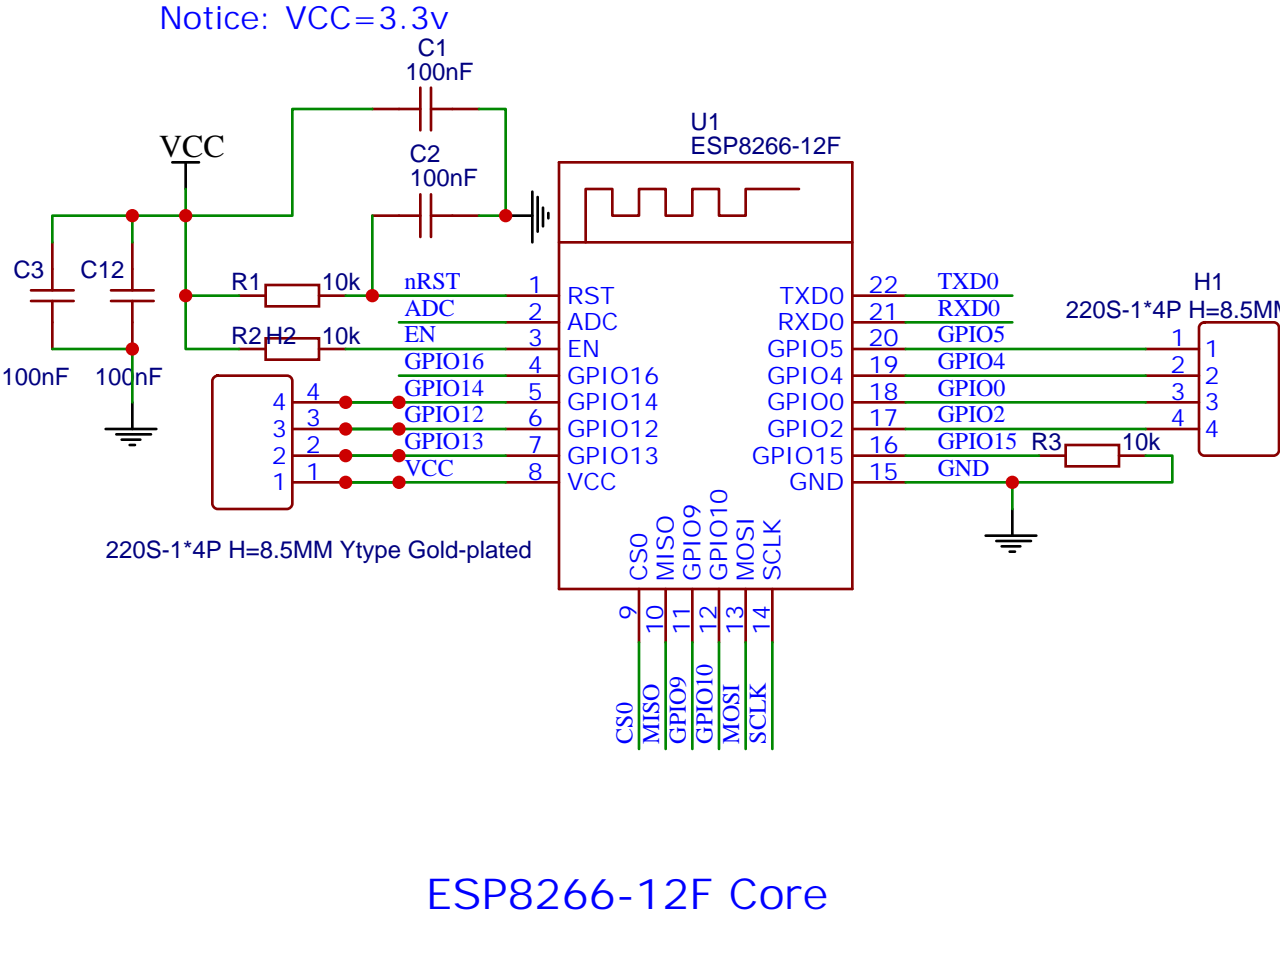 Notice: VCC=3.3v
C1
100nF
VCC
C2
100nF
U1
ESP8266-12F
C3
C12
100nF
100nF
R1
10k
R2
H2
10k
nRST
ADC
EN
GPIO16
GPIO14
GPIO12
GPIO13
VCC
4
3
2
1
4
3
2
1
220S-1*4P H=8.5MM Ytype Gold-plated
1
2
3
4
5
6
7
8
RST
ADC
EN
GPIO16
GPIO14
GPIO12
GPIO13
VCC
TXD0
RXD0
GPIO5
GPIO4
GPIO0
GPIO2
GPIO15
GND
22
21
20
19
18
17
16
15
TXD0
RXD0
GPIO5
GPIO4
GPIO0
GPIO2
GPIO15
GND
R3
10k
H1
220S-1*4P H=8.5MM
1
2
3
4
1
2
3
4
CS0
MISO
GPIO9
GPIO10
MOSI
SCLK
9
10
11
12
13
14
CS0
MISO
GPIO9
GPIO10
MOSI
SCLK
ESP8266-12F Core